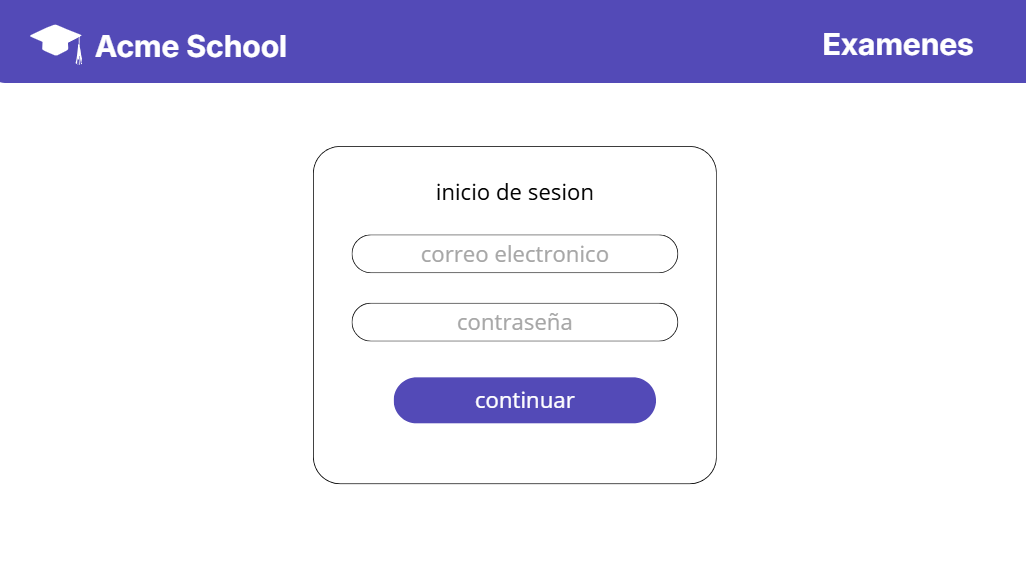 Acme School
Examenes
inicio de sesion
correo electronico
contraseña
continuar